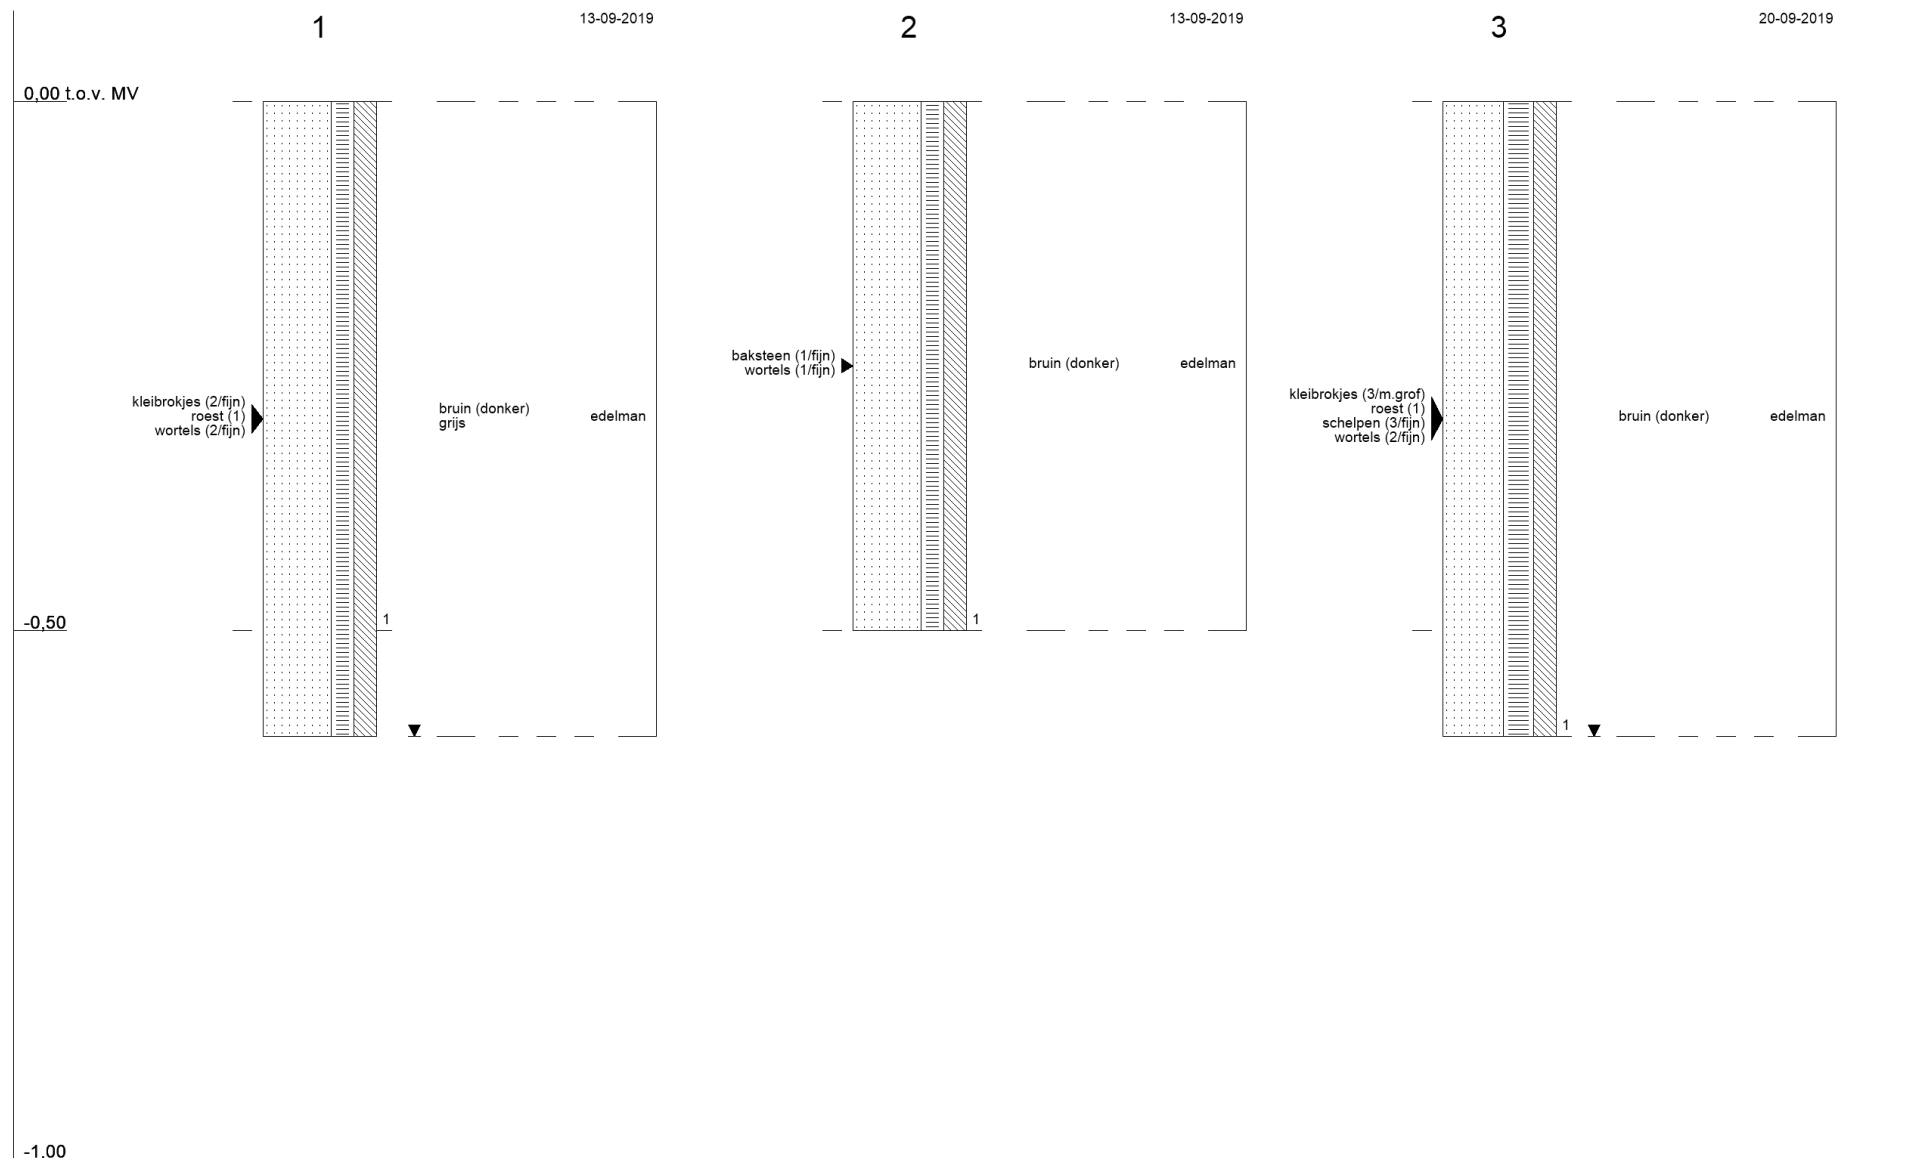 1
13-09-2019
2
13-09-2019
3
20-09-2019
0,00 t.o.v. MV
baksteen (1/fijn)
wortels (1/fijn)
bruin (donker)
edelman
kleibrokjes (2/fijn)
roest (1)
wortels (2/fijn)
bruin (donker)
grijs
edelman
kleibrokjes (3/m.grof)
roest (1)
schelpen (3/fijn)
wortels (2/fijn)
bruin (donker)
edelman
-0,50
1
1
1
-1,00